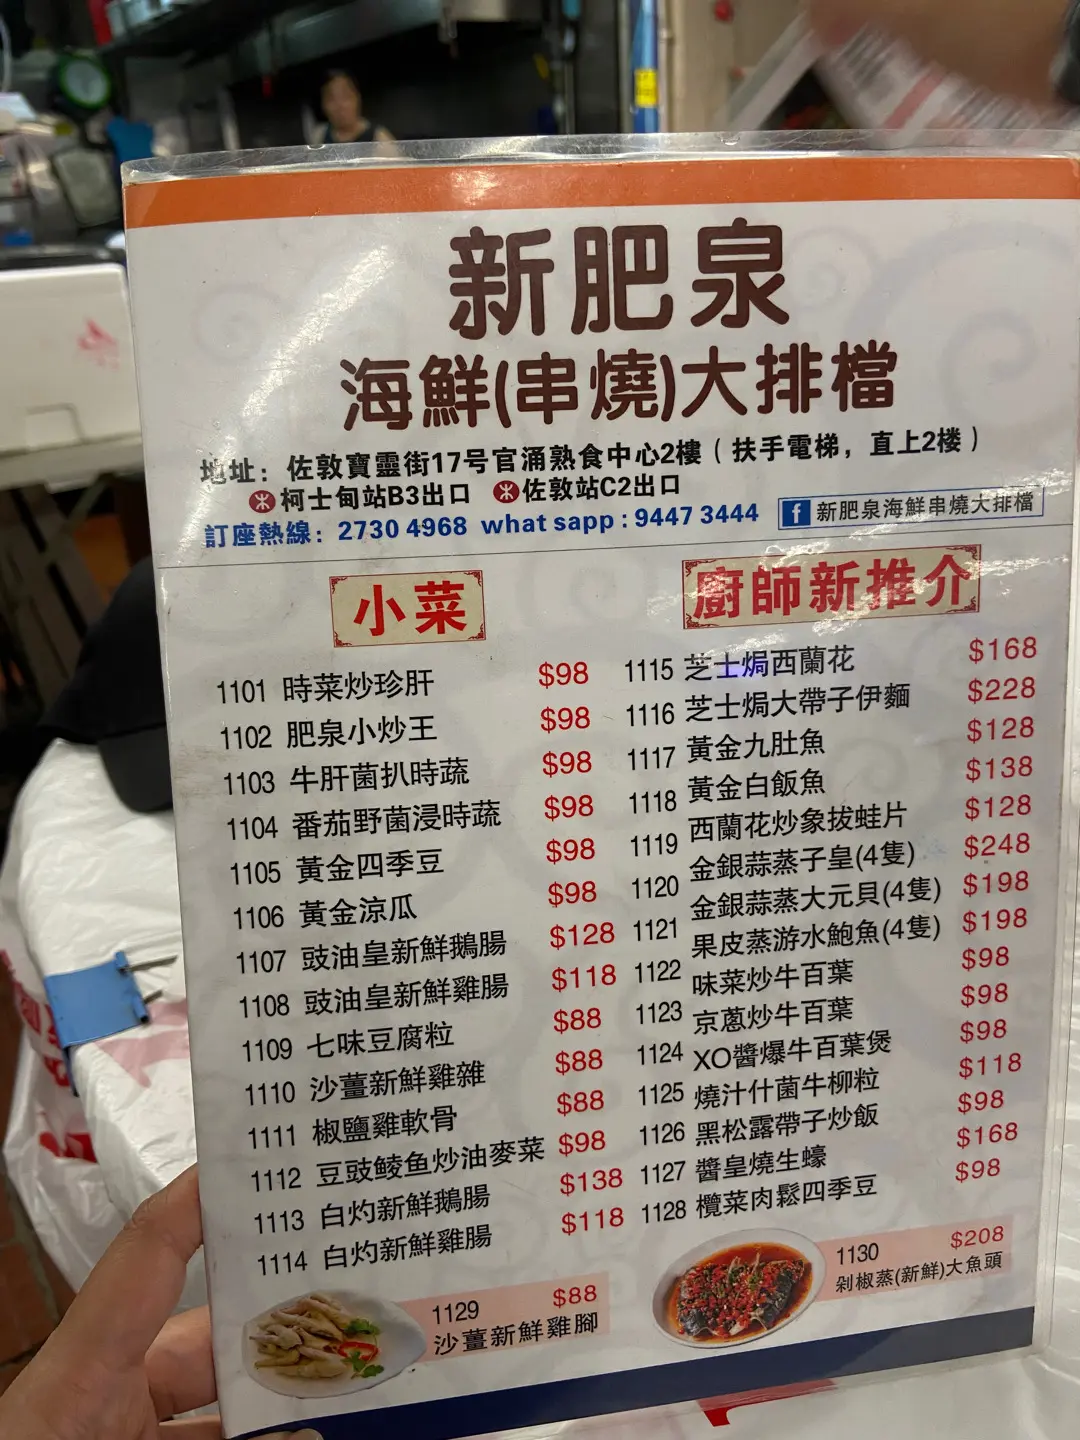 新肥泉
海鮮(串燒)大排檔
地址：佐敦寶靈街17号官涌熟食中心2樓（扶手電梯，直上2楼）
柯士甸站B3出口 佐敦站C2出口
訂座熱線：2730 4968 what sapp : 9447 3444 f 新肥泉海鮮串燒大排檔
小菜
1101 時菜炒珍肝 $98
1102 肥泉小炒王 $98
1103 牛肝菌扒時蔬 $98
1104 番茄野菌浸時蔬 $98
1105 黃金四季豆 $98
1106 黃金涼瓜 $98
1107 豉油皇新鮮鵝腸 $128
1108 豉油皇新鮮雞腸 $118
1109 七味豆腐粒 $88
1110 沙薑新鮮雞雜 $88
1111 椒鹽雞軟骨 $88
1112 豆豉鲮鱼炒油麥菜 $98
1113 白灼新鮮鵝腸 $138
1114 白灼新鮮雞腸 $118
1129 $88
沙薑新鮮雞腳
廚師新推介
1115 芝士焗西蘭花 $168
1116 芝士焗大帶子伊麵 $228
1117 黃金九肚魚 $128
1118 黃金白飯魚 $138
1119 西蘭花炒象拔蛙片 $128
1120 金銀蒜蒸子皇(4隻) $248
1121 金銀蒜蒸大元貝(4隻) $198
1122 果皮蒸游水鮑魚(4隻) $198
1123 味菜炒牛百葉 $98
1124 京蔥炒牛百葉 $98
1125 XO醬爆牛百葉煲 $98
1126 燒汁什菌牛柳粒 $118
1127 黑松露帶子炒飯 $98
1128 醬皇燒生蠔 $168
欖菜肉鬆四季豆 $98
1130 $208
剁椒蒸(新鮮)大魚頭